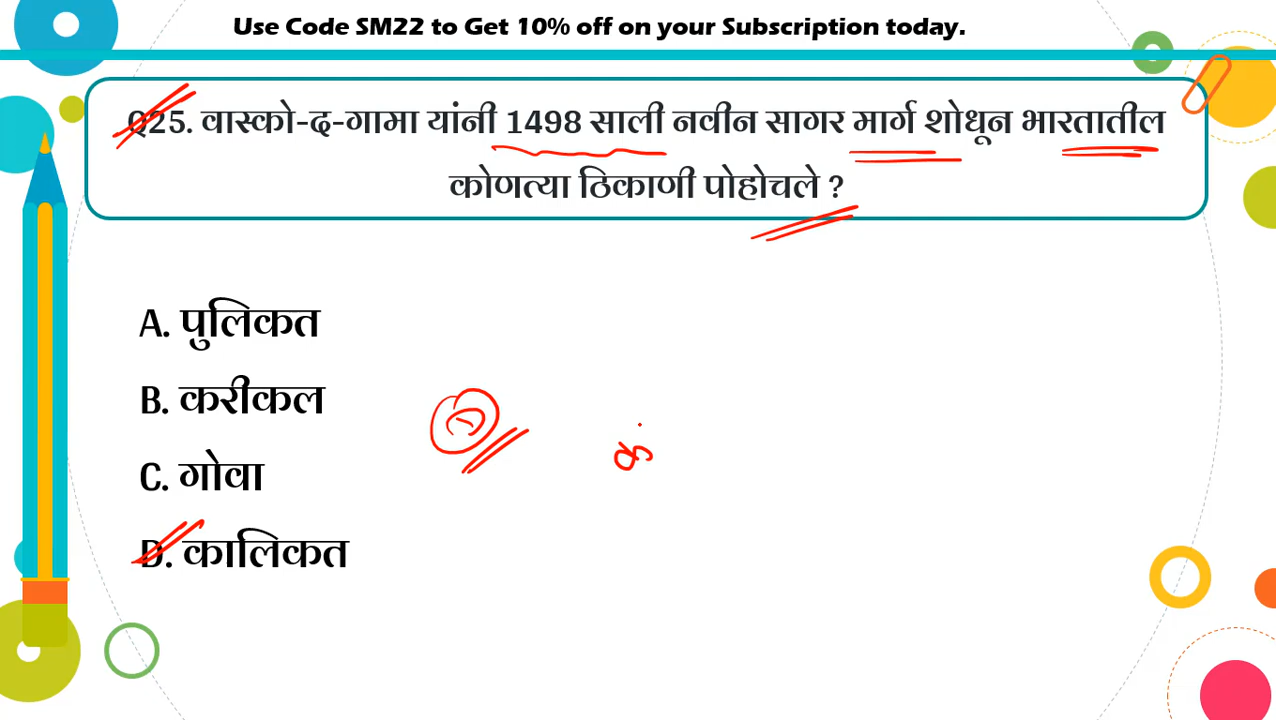 Use Code SM22 to Get 10% off on your Subscription today.
Q25. वास्को-द-गामा यांनी 1498 साली नवीन सागर मार्ग शोधून भारतातील
कोणत्या ठिकाणी पोहोचले ?
A. पुलिकत
B. करीकल
C. गोवा
D. कालिकत